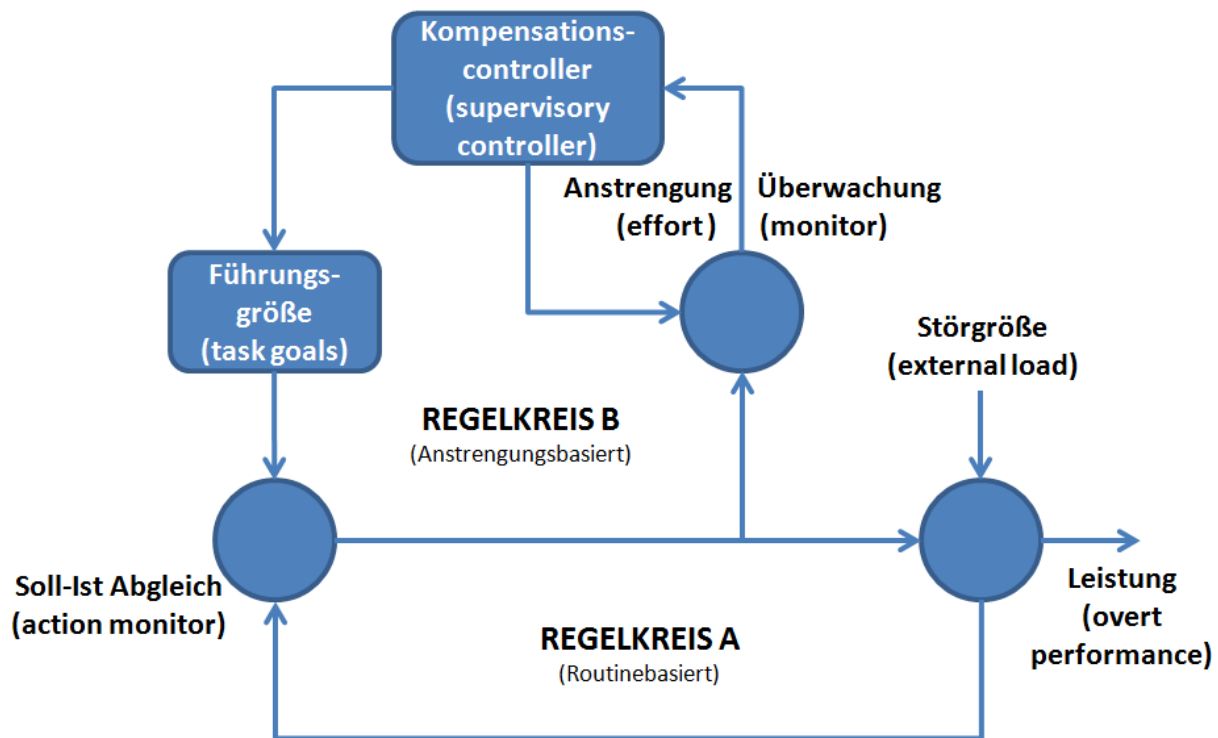 Kompensations-
controller
(supervisory
controller)
Anstrengung
(effort )
Überwachung
(monitor)
Führungs-
größe
(task goals)
Störgröße
(external load)
REGELKREIS B
(Anstrengungsbasiert)
Soll-Ist Abgleich
(action monitor)
Leistung
(overt
performance)
REGELKREIS A
(Routinebasiert)